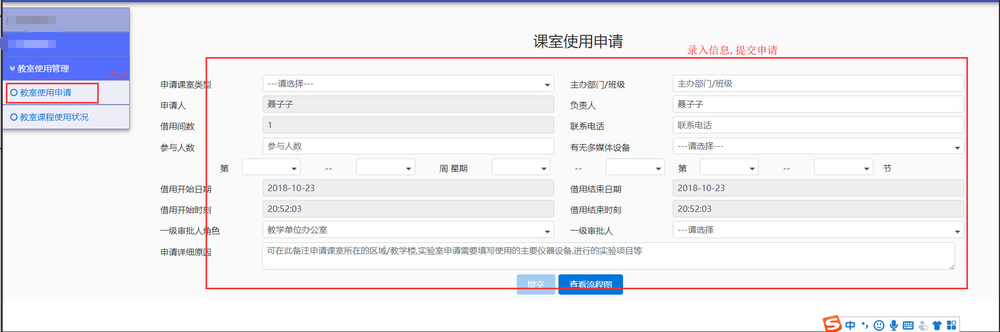 课室使用申请
录入信息,提交申请
教室使用管理
入口
教室使用申请
教室课程使用状况
申请课室类型 ---请选择--- 主办部门/班级 主办部门/班级
申请人 聂子子 负责人 聂子子
借用间数 1 联系电话 联系电话
参与人数 参与人数 有无多媒体设备 ---请选择---
第 -- 周 星期 -- 第 -- 节
借用开始日期 2018-10-23 借用结束日期 2018-10-23
借用开始时刻 20:52:03 借用结束时刻 20:52:03
一级审批人角色 教学单位办公室 一级审批人 ---请选择
申请详细原因 可在此备注申请课室所在的区域/教学楼,实验室申请需要填写使用的主要仪器设备,进行的实验项目等
提交 查看流程图
S 中